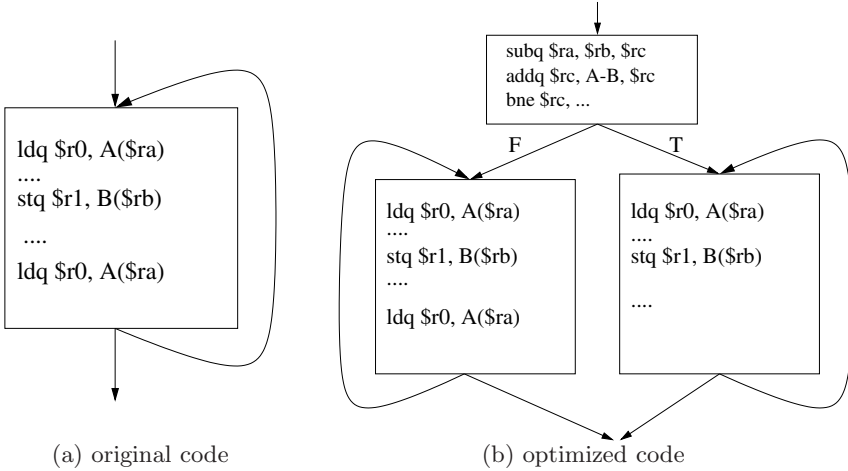 ldq $r0, A($ra)
....
stq $r1, B($rb)
....
ldq $r0, A($ra)
(a) original code
subq $ra, $rb, $rc
addq $rc, A-B, $rc
bne $rc, ...
F
T
ldq $r0, A($ra)
....
stq $r1, B($rb)
....
ldq $r0, A($ra)
ldq $r0, A($ra)
....
stq $r1, B($rb)
....
(b) optimized code